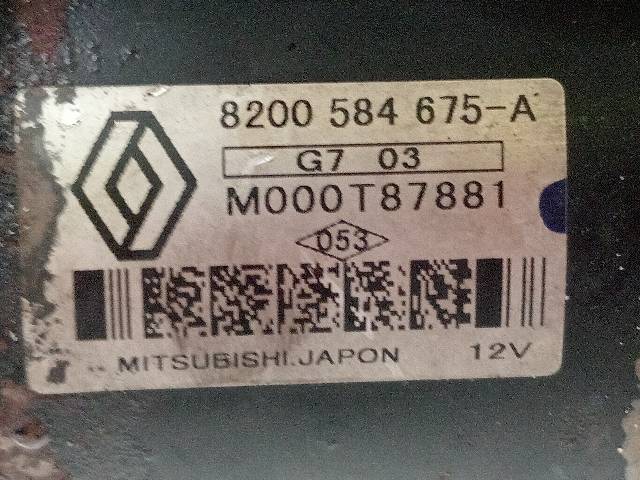 8200 584 675-A
G7 03
M000T87881
053
MITSUBISHI.JAPON 12V